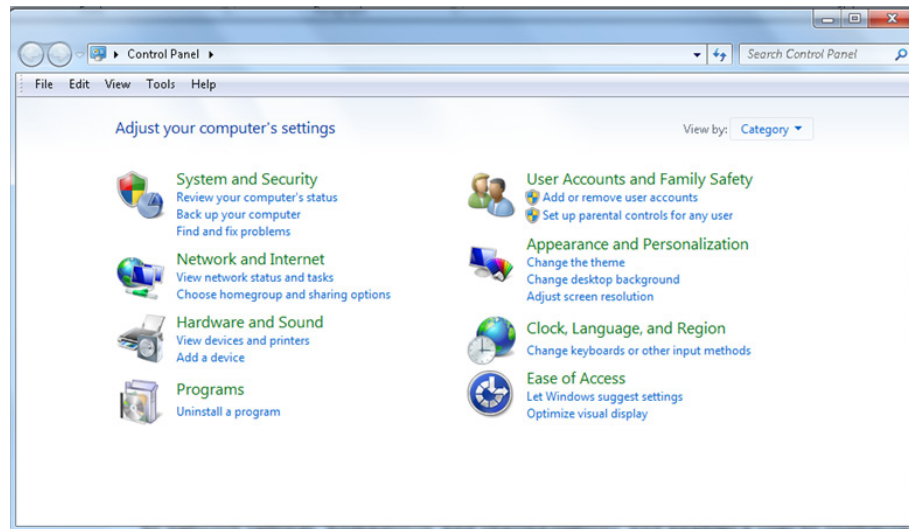 Control Panel
Search Control Panel
File Edit View Tools Help
Adjust your computer's settings
View by: Category
System and Security
Review your computer's status
Back up your computer
Find and fix problems
Network and Internet
View network status and tasks
Choose homegroup and sharing options
Hardware and Sound
View devices and printers
Add a device
Programs
Uninstall a program
User Accounts and Family Safety
Add or remove user accounts
Set up parental controls for any user
Appearance and Personalization
Change the theme
Change desktop background
Adjust screen resolution
Clock, Language, and Region
Change keyboards or other input methods
Ease of Access
Let Windows suggest settings
Optimize visual display